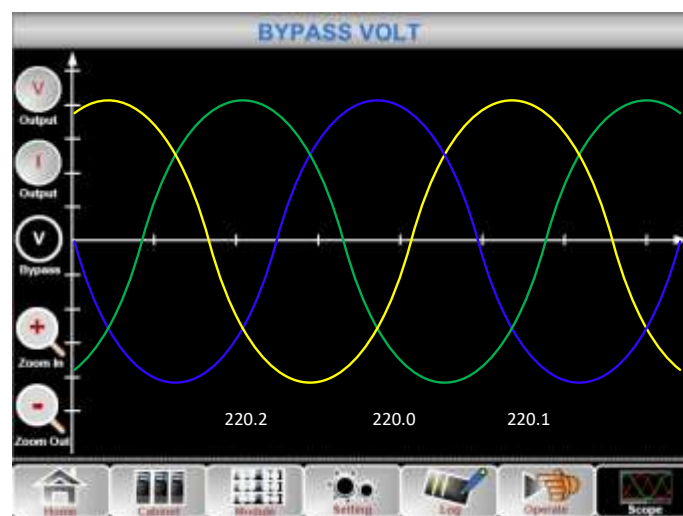 BYPASS VOLT
V
Output
I
Output
V
Bypass
Zoom In
Zoom Out
220.2 220.0 220.1
Home Cabinet Module Setting Log Operate Scope